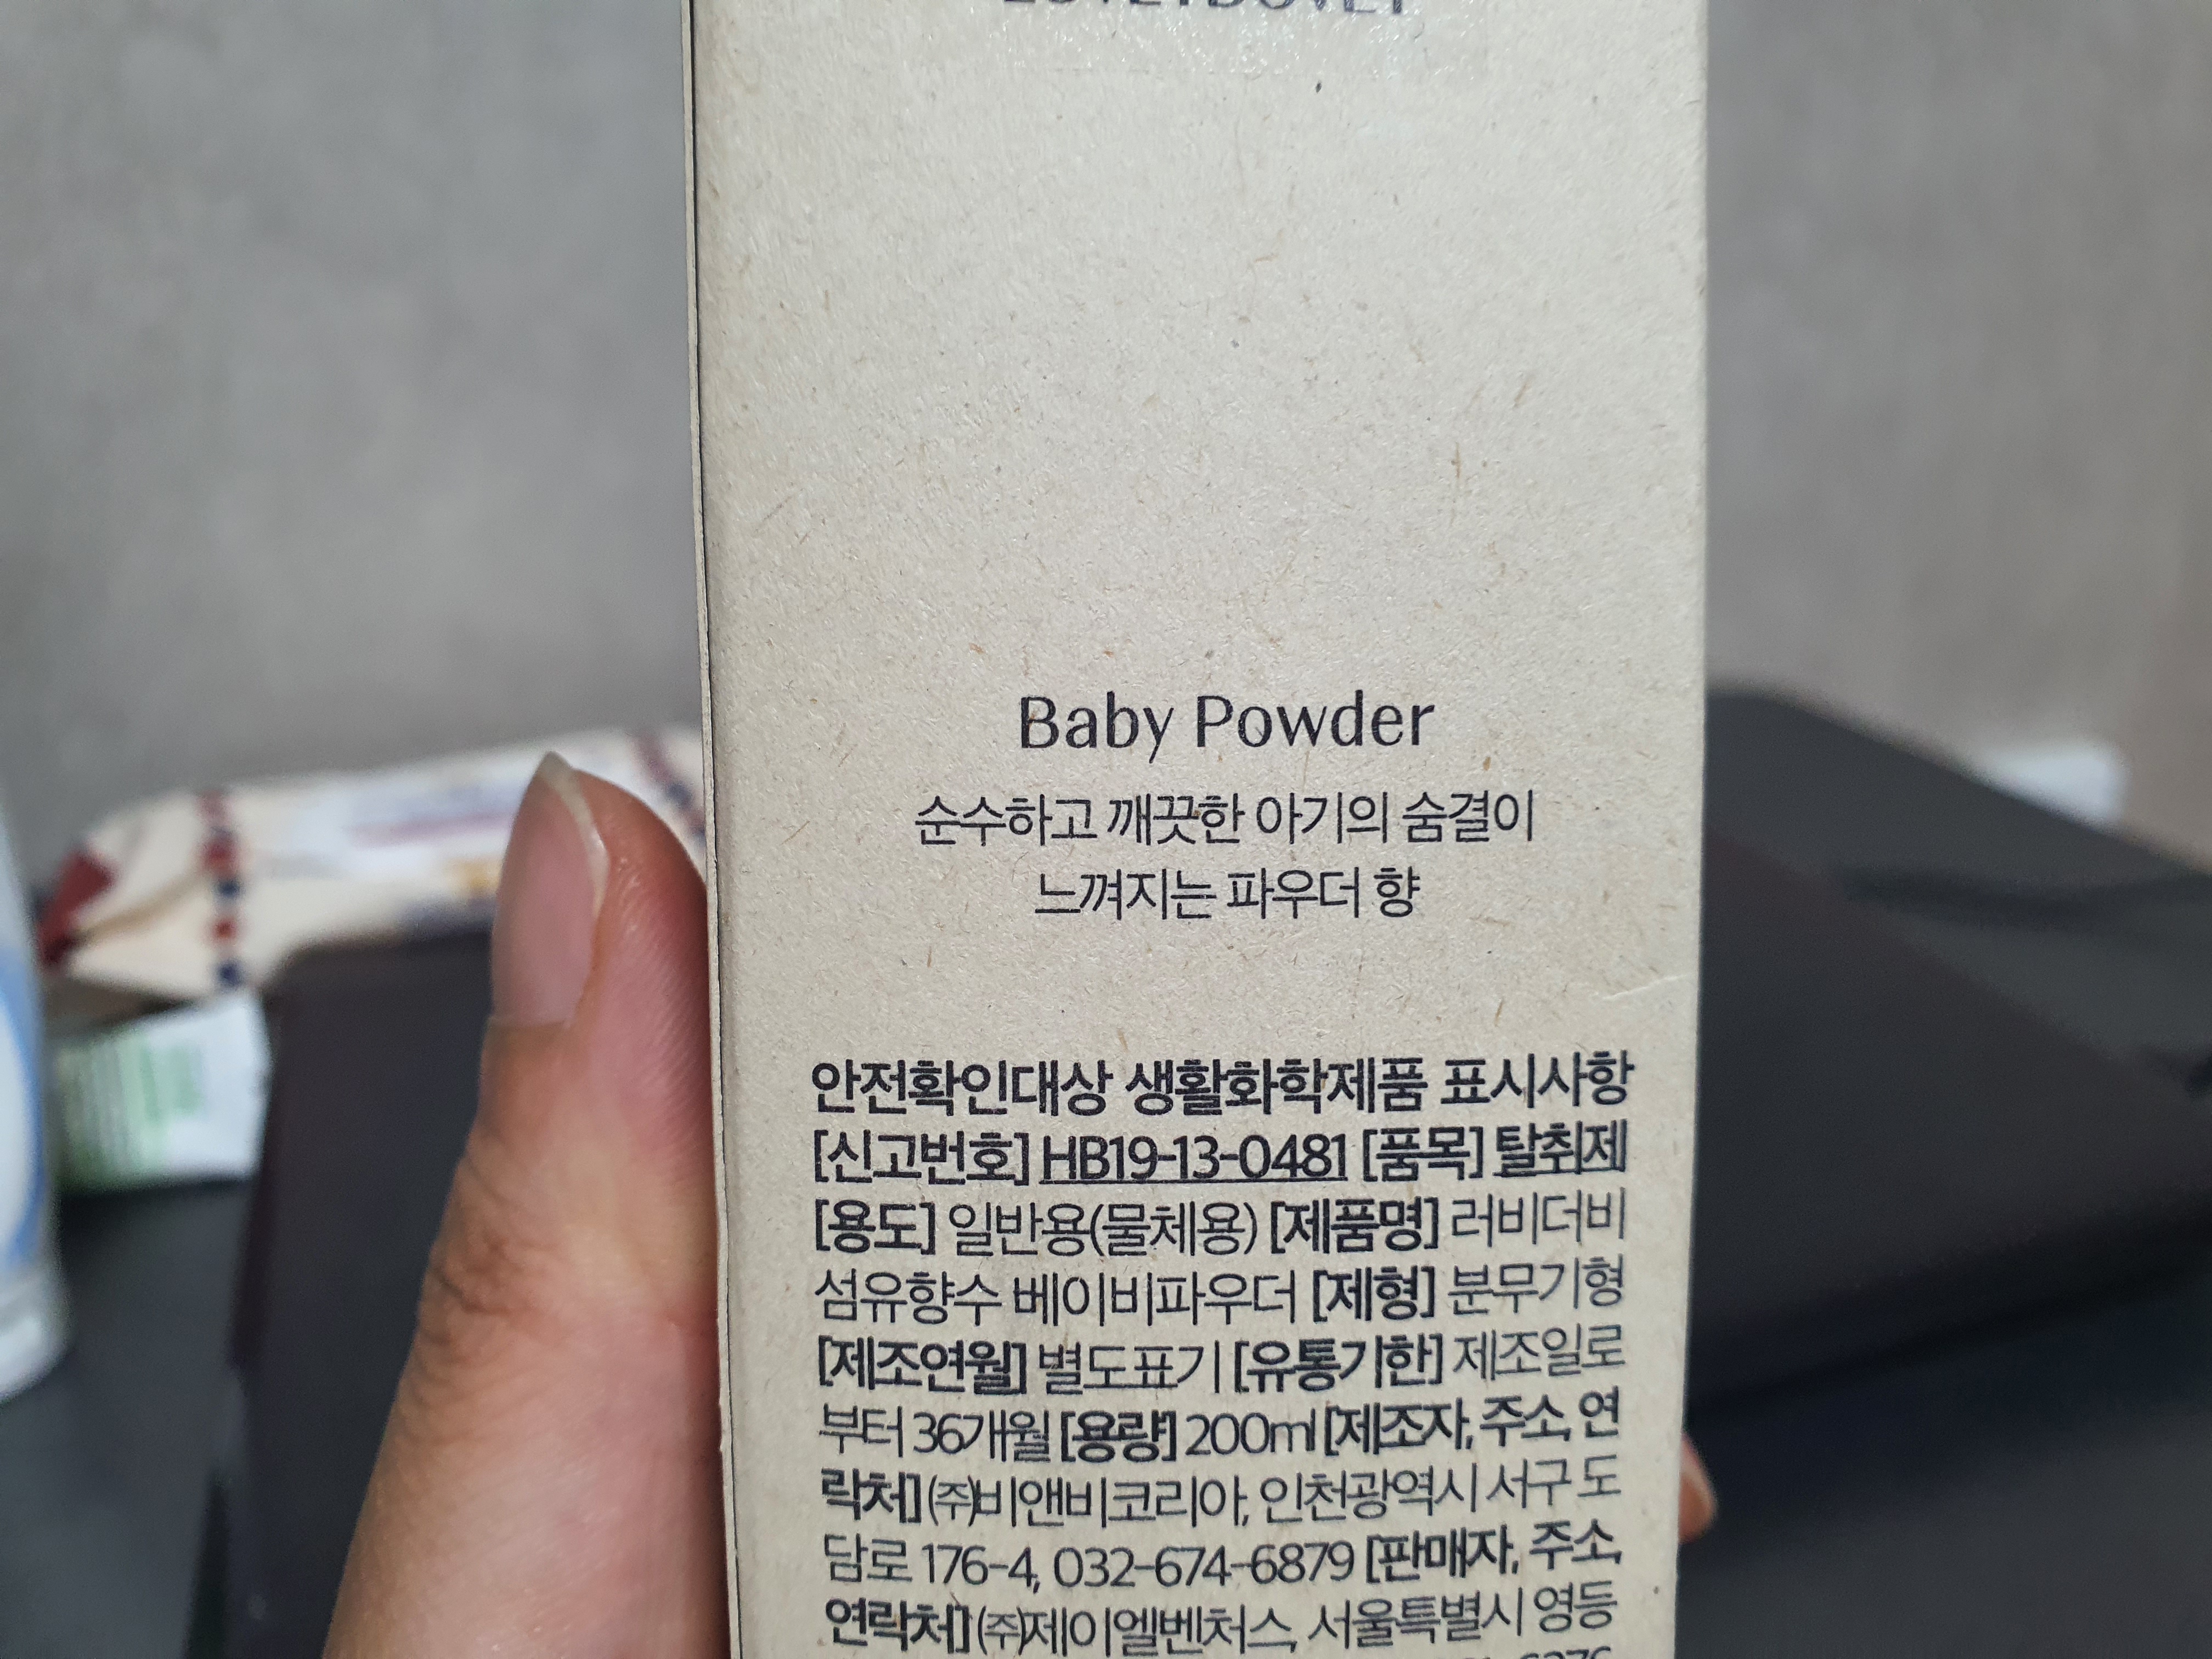 Baby Powder
순수하고 깨끗한 아기의 숨결이
느껴지는 파우더 향
안전확인대상 생활화학제품 표시사항
[신고번호] HB19-13-0481 [품목] 탈취제
[용도] 일반용(물체용) [제품명] 러비더비
섬유향수 베이비파우더 [제형] 분무기형
[제조연월] 별도표기 [유통기한] 제조일로
부터 36개월 [용량] 200ml [제조자, 주소, 연
락처] (주)비앤비코리아, 인천광역시 서구 도
담로 176-4, 032-674-6879 [판매자, 주소,
연락처] (주)제이엘벤처스, 서울특별시 영등